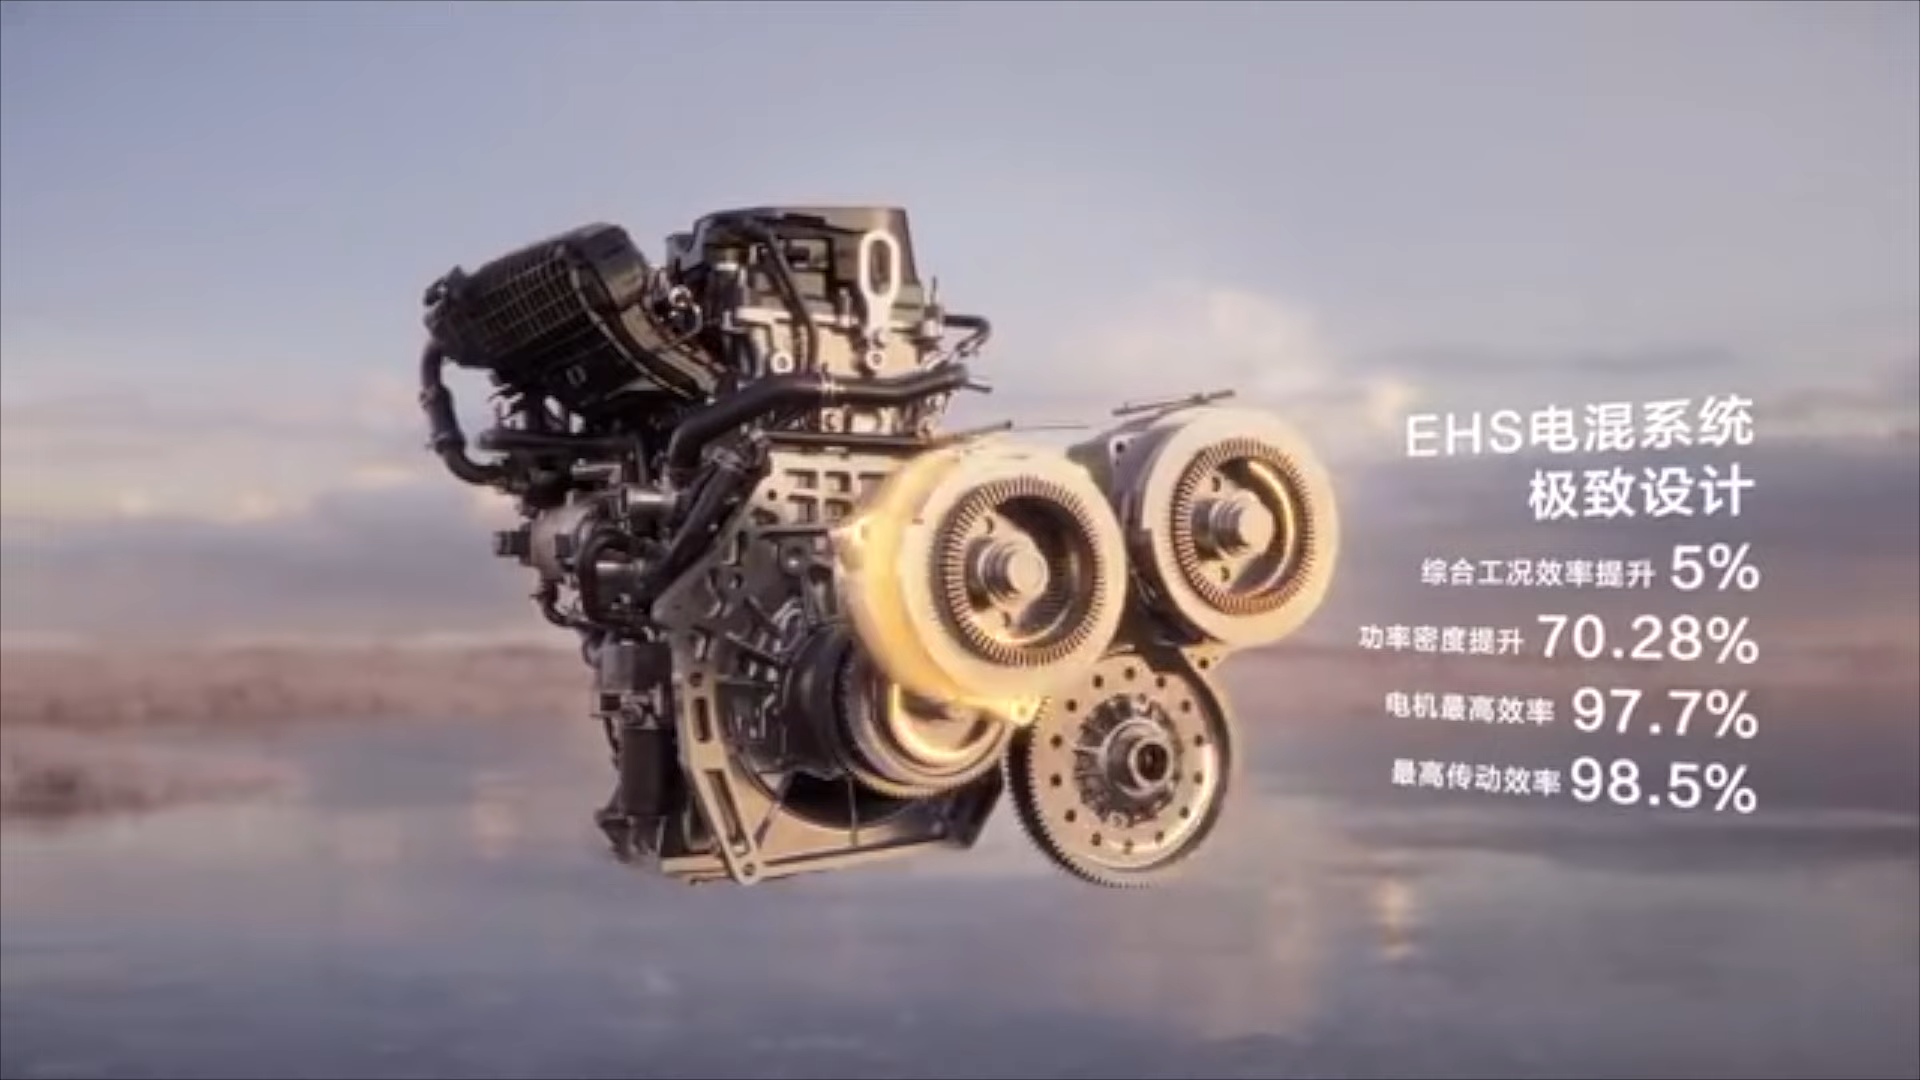 EHS电混系统
极致设计
综合工况效率提升 5%
功率密度提升 70.28%
电机最高效率 97.7%
最高传动效率 98.5%